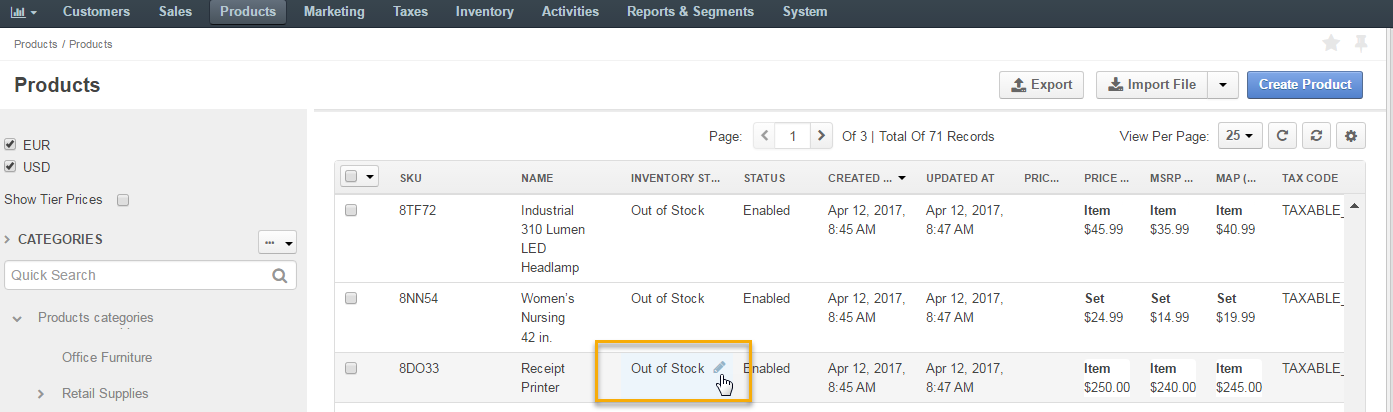 Customers Sales Products Marketing Taxes Inventory Activities Reports & Segments System
Products / Products
Products
Export Import File Create Product
EUR
USD
Show Tier Prices
CATEGORIES ...
Quick Search
Products categories
Office Furniture
Retail Supplies
Page: 1 Of 3 | Total Of 71 Records View Per Page: 25
SKU NAME INVENTORY ST... STATUS CREATED ... UPDATED AT PRIC... PRICE ... MSRP ... MAP (... TAX CODE
8TF72 Industrial Out of Stock Enabled Apr 12, 2017, Apr 12, 2017, Item Item Item TAXABLE_
310 Lumen 8:45 AM 8:47 AM $45.99 $35.99 $40.99
LED
Headlamp
8NN54 Women's Out of Stock Enabled Apr 12, 2017, Apr 12, 2017, Set Set Set TAXABLE_
Nursing 8:45 AM 8:47 AM $24.99 $14.99 $19.99
42 in.
8DO33 Receipt Out of Stock Enabled Apr 12, 2017, Apr 12, 2017, Item Item Item TAXABLE_
Printer 8:45 AM 8:47 AM $250.00 $240.00 $245.00